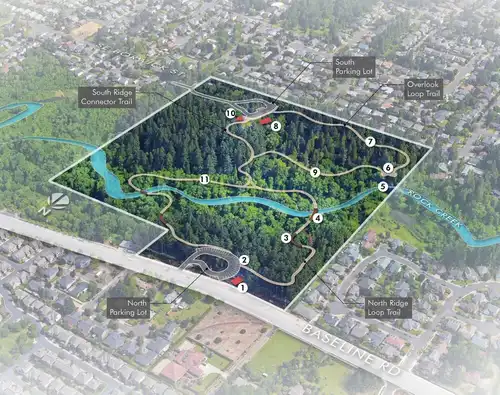 South
Parking Lot
South Ridge
Connector Trail
Overlook
Loop Trail
10
8
7
6
9
11
5
4
3
2
1
ROCK CREEK
N
North
Parking Lot
North Ridge
Loop Trail
BASELINE RD